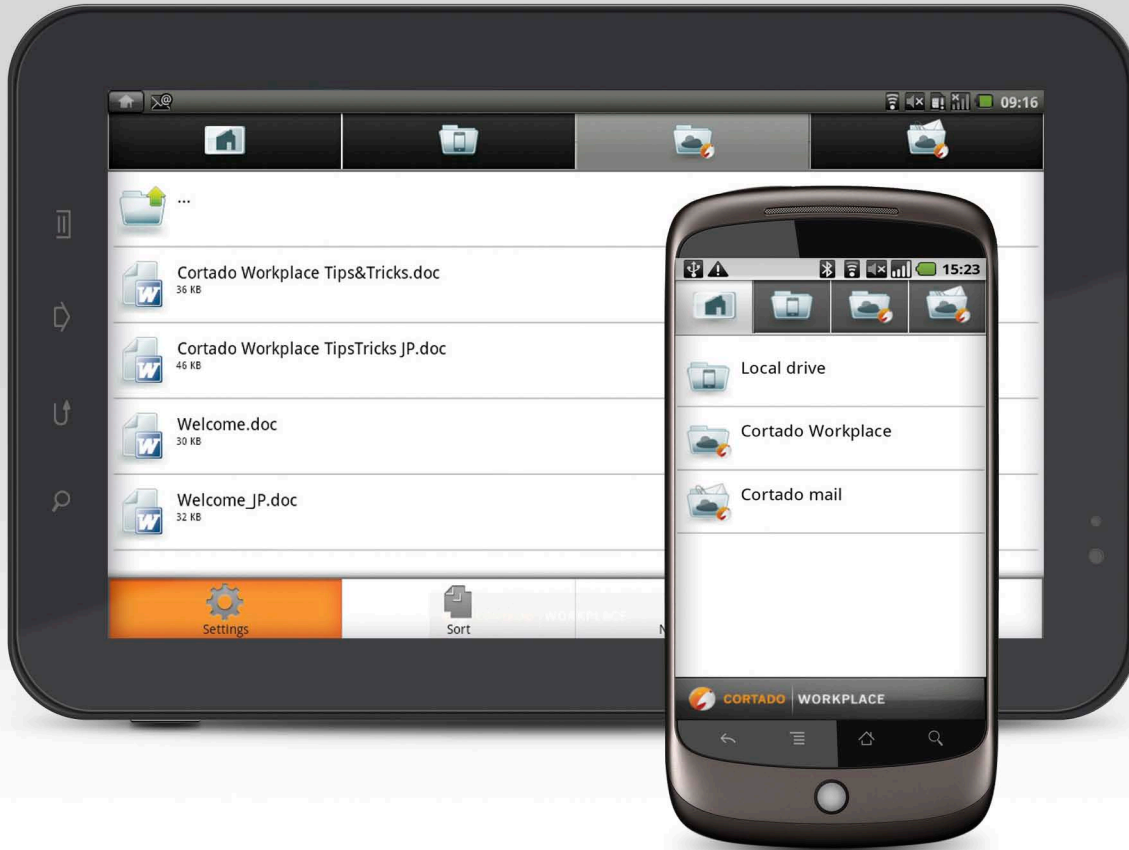 09:16
...
Cortado Workplace Tips&Tricks.doc
36 KB
Cortado Workplace TipsTricks JP.doc
46 KB
Welcome.doc
30 KB
Welcome_JP.doc
32 KB
Settings
Sort
WORKPLACE
15:23
Local drive
Cortado Workplace
Cortado mail
CORTADO WORKPLACE